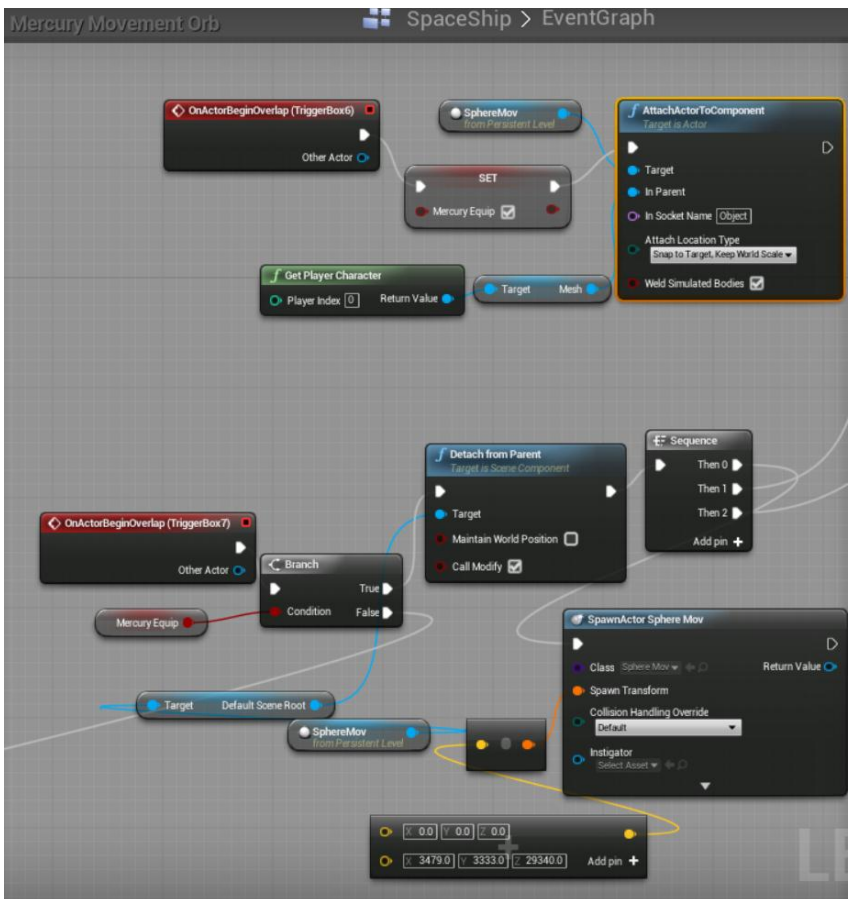 Mercury Movement Orb
SpaceShip > EventGraph
OnActorBeginOverlap (TriggerBox6)
Other Actor
SphereMov
from Persistent Level
SET
Mercury Equip
AttachActorToComponent
Target is Actor
Target
In Parent
In Socket Name Object
Attach Location Type
Snap to Target, Keep World Scale
Weld Simulated Bodies
Get Player Character
Player Index 0 Return Value
Target Mesh
Detach from Parent
Target is Scene Component
Target
Maintain World Position
Call Modify
Sequence
Then 0
Then 1
Then 2
Add pin +
OnActorBeginOverlap (TriggerBox7)
Other Actor
Branch
True
Condition False
Mercury Equip
Target Default Scene Root
SphereMov
from Persistent Level
SpawnActor Sphere Mov
Class Sphere Mov Return Value
Spawn Transform
Collision Handling Override
Default
Instigator
Select Asset
X 0.0 Y 0.0 Z 0.0
X 3479.0 Y 3333.0 Z 29340.0 Add pin +
LE